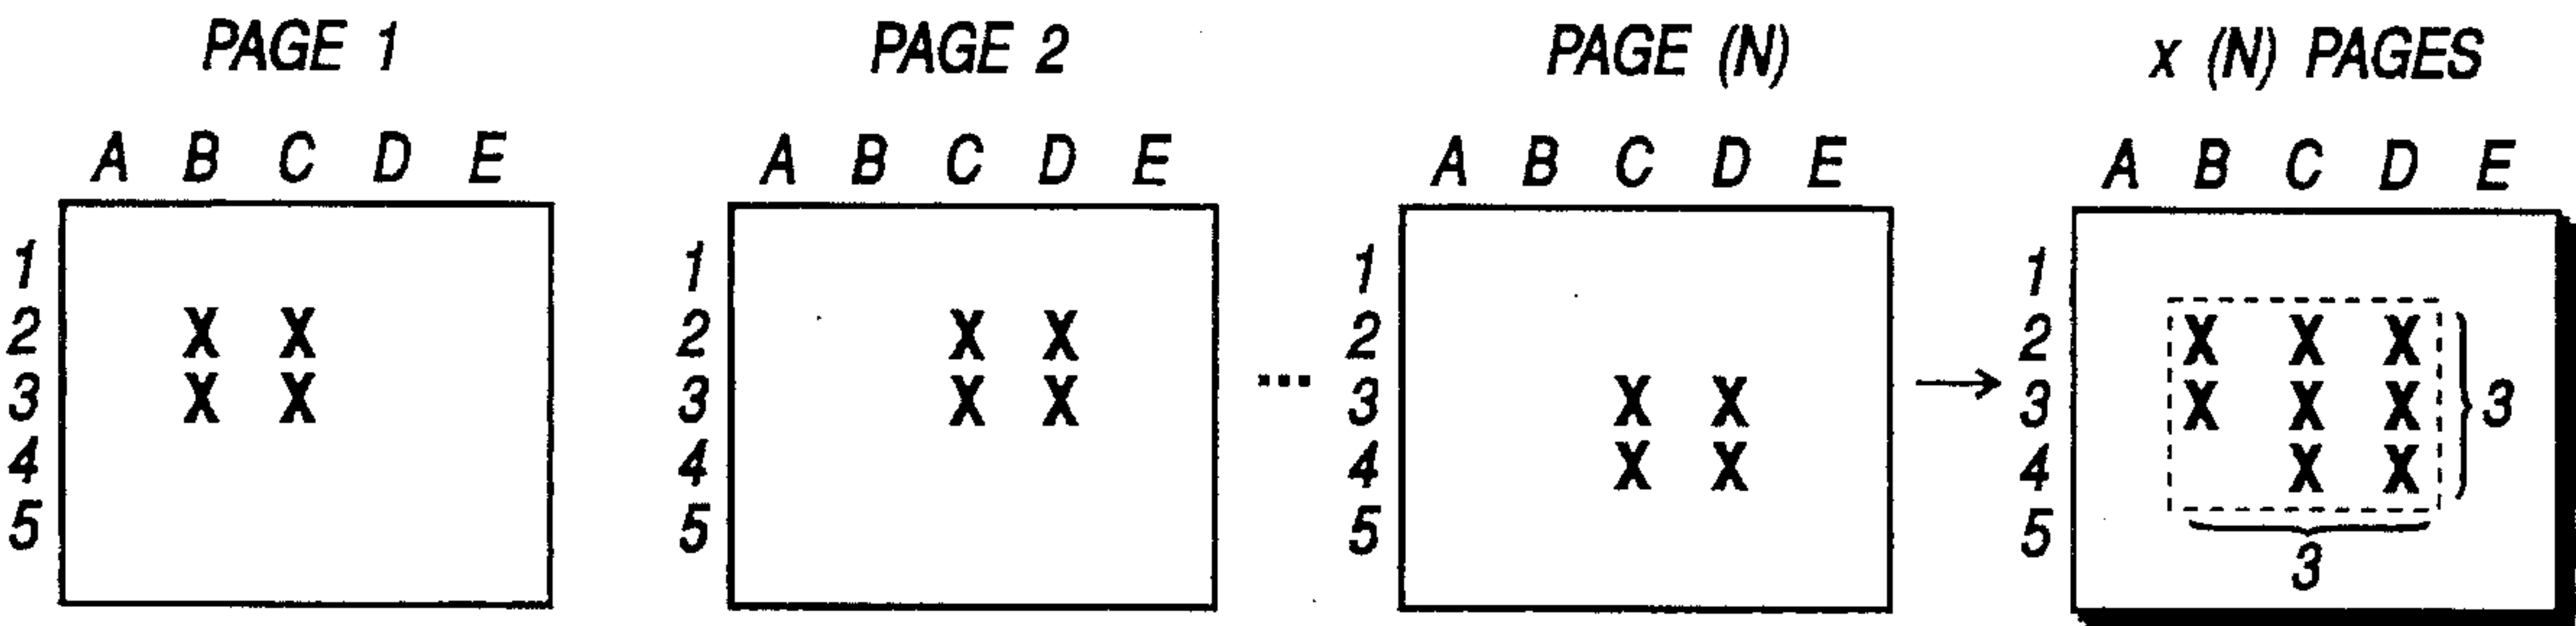 PAGE 1 PAGE 2 PAGE (N) x (N) PAGES
A B C D E A B C D E A B C D E A B C D E
1 1 1 1
2 X X 2 X X 2 2 X X X
3 X X 3 X X ... 3 X X → 3 X X X } 3
4 4 4 X X 4 X X
5 5 5 5
3